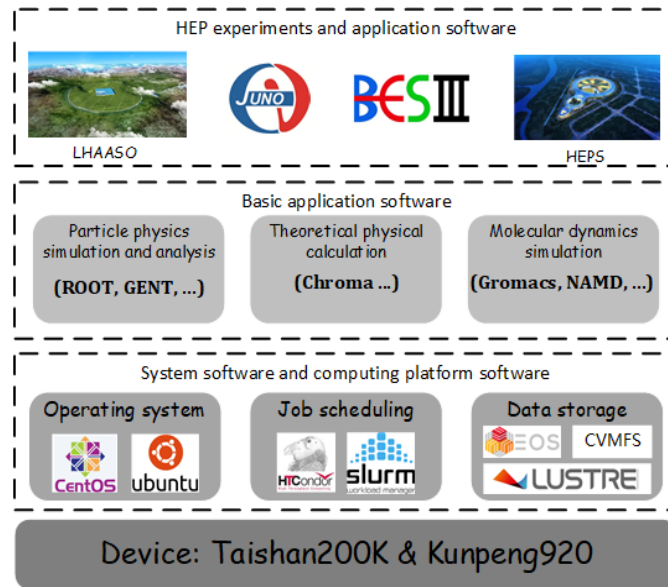 HEP experiments and application software
JUNO
BESIII
LHAASO
HEPS
Basic application software
Particle physics
simulation and analysis
(ROOT, GENT, ...)
Theoretical physical
calculation
(Chroma ...)
Molecular dynamics
simulation
(Gromacs, NAMD, ...)
System software and computing platform software
Operating system
CentOS
ubuntu
Job scheduling
HTCondor
slurm
workload manager
Data storage
EOS
CVMFS
LUSTRE
Device: Taishan200K & Kunpeng920